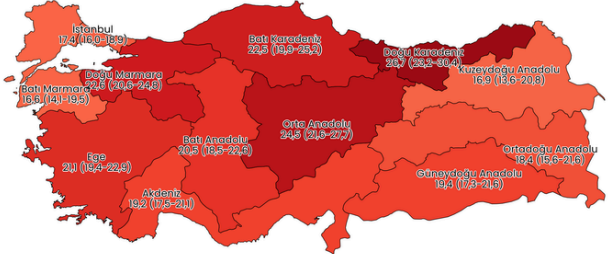 İstanbul
17,4 (16,0-18,9)
Batı Karadeniz
22,5 (19,9-25,2)
Doğu Karadeniz
26,7 (23,2-30,4)
Kuzeydoğu Anadolu
16,9 (13,6-20,8)
Doğu Marmara
22,6 (20,6-24,6)
Batı Marmara
16,6 (14,1-19,5)
Orta Anadolu
24,5 (21,6-27,7)
Batı Anadolu
20,5 (18,5-22,6)
Ege
21,1 (19,4-22,9)
Ortadoğu Anadolu
18,4 (15,6-21,6)
Güneydoğu Anadolu
19,4 (17,3-21,6)
Akdeniz
19,2 (17,5-21,1)